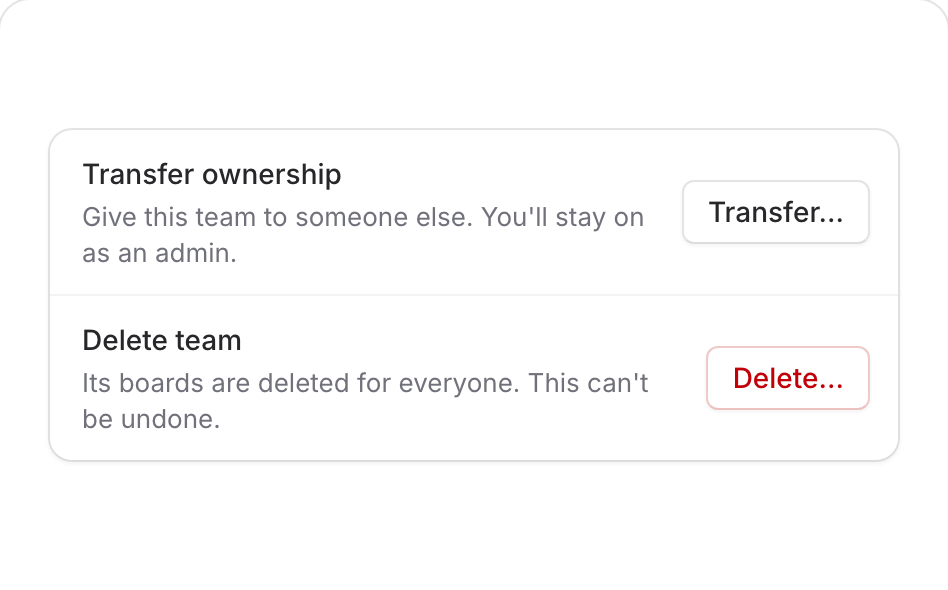 Transfer ownership
Give this team to someone else. You'll stay on
as an admin.
Transfer...
Delete team
Its boards are deleted for everyone. This can't
be undone.
Delete...